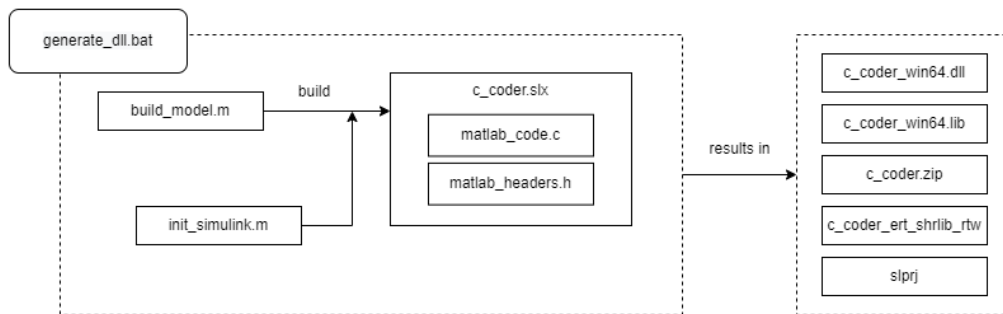 generate_dll.bat
build_model.m
build
c_coder.slx
matlab_code.c
matlab_headers.h
init_simulink.m
results in
c_coder_win64.dll
c_coder_win64.lib
c_coder.zip
c_coder_ert_shrlib_rtw
slprj